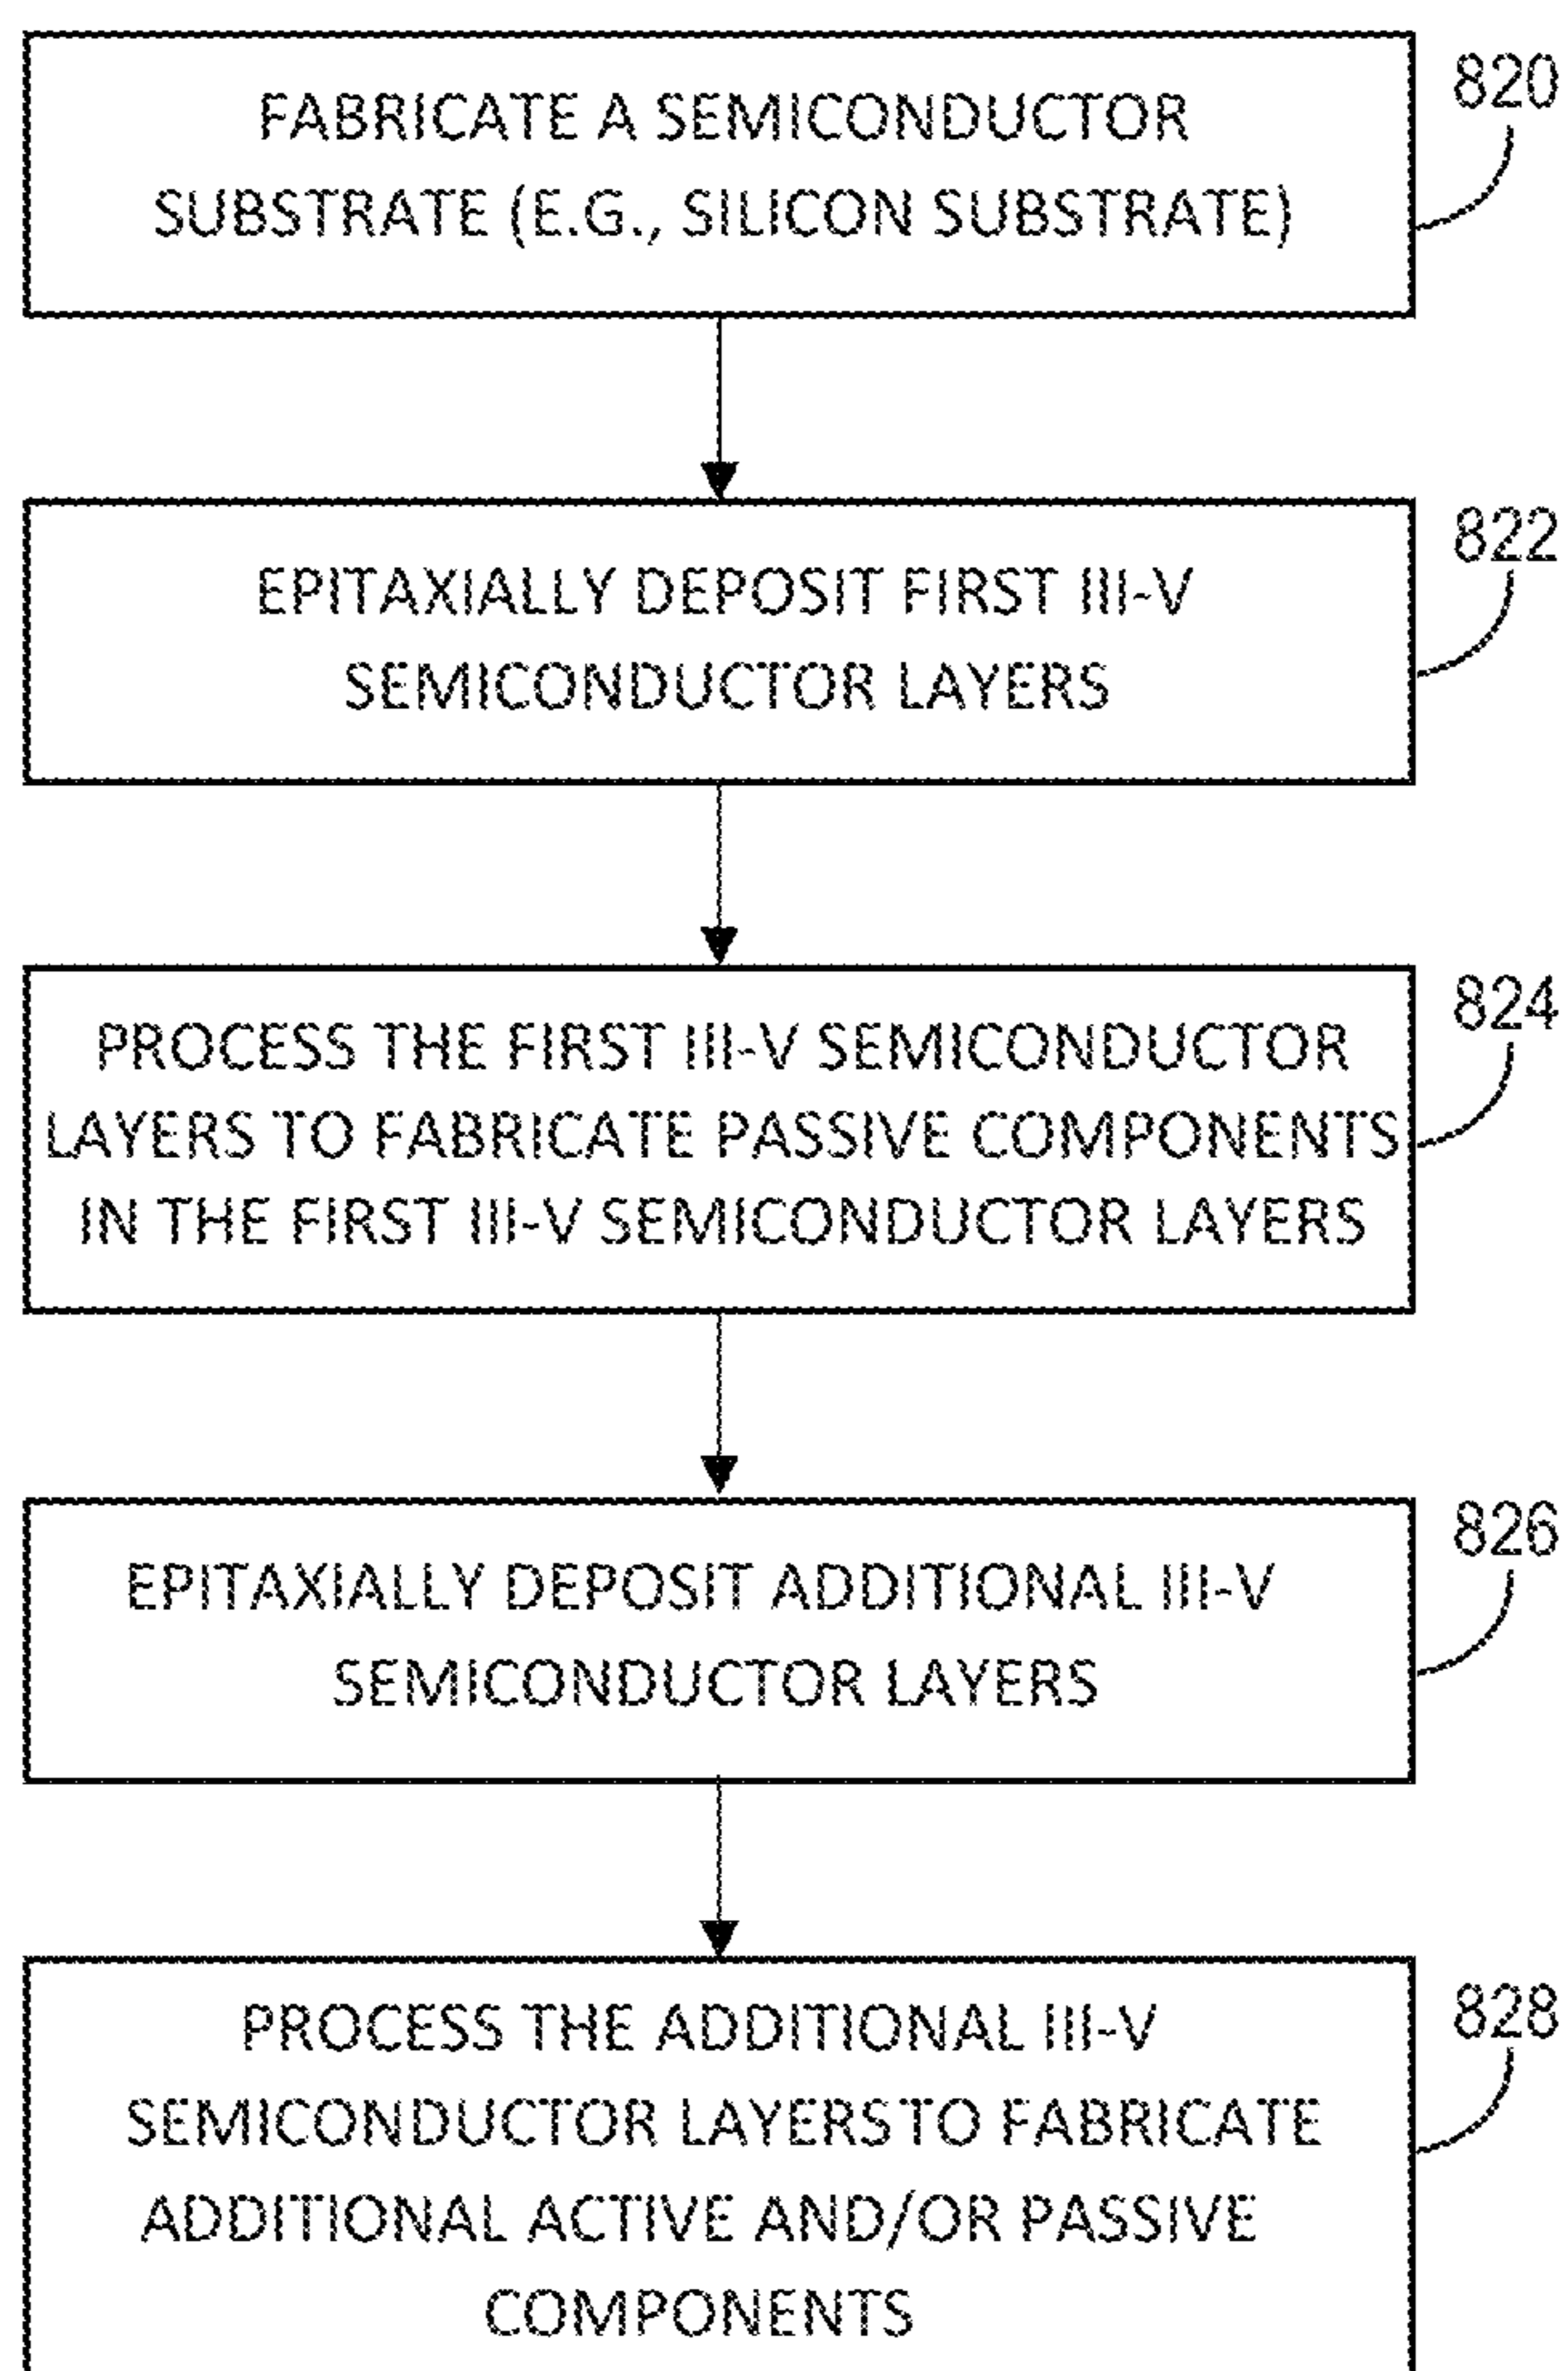 FABRICATE A SEMICONDUCTOR
SUBSTRATE (E.G., SILICON SUBSTRATE)
820
EPITAXIALLY DEPOSIT FIRST III-V
SEMICONDUCTOR LAYERS
822
PROCESS THE FIRST III-V SEMICONDUCTOR
LAYERS TO FABRICATE PASSIVE COMPONENTS
IN THE FIRST III-V SEMICONDUCTOR LAYERS
824
EPITAXIALLY DEPOSIT ADDITIONAL III-V
SEMICONDUCTOR LAYERS
826
PROCESS THE ADDITIONAL III-V
SEMICONDUCTOR LAYERS TO FABRICATE
ADDITIONAL ACTIVE AND/OR PASSIVE
COMPONENTS
828